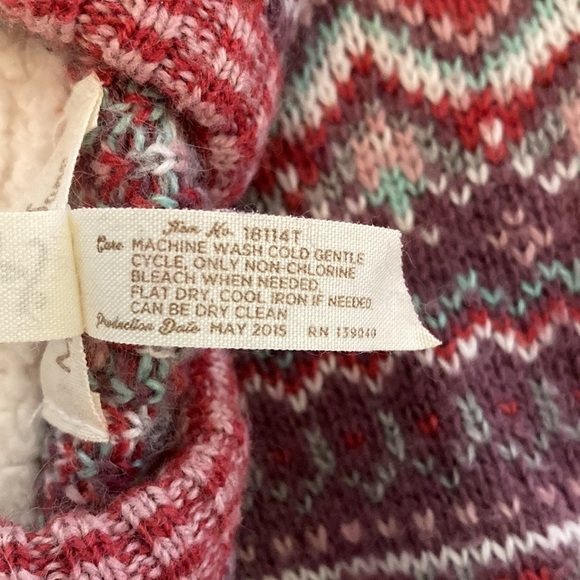 Item No. 18114T
Care MACHINE WASH COLD GENTLE
CYCLE, ONLY NON-CHLORINE
BLEACH WHEN NEEDED
FLAT DRY, COOL IRON IF NEEDED
CAN BE DRY CLEAN
Production Date MAY 2015 RN 139040